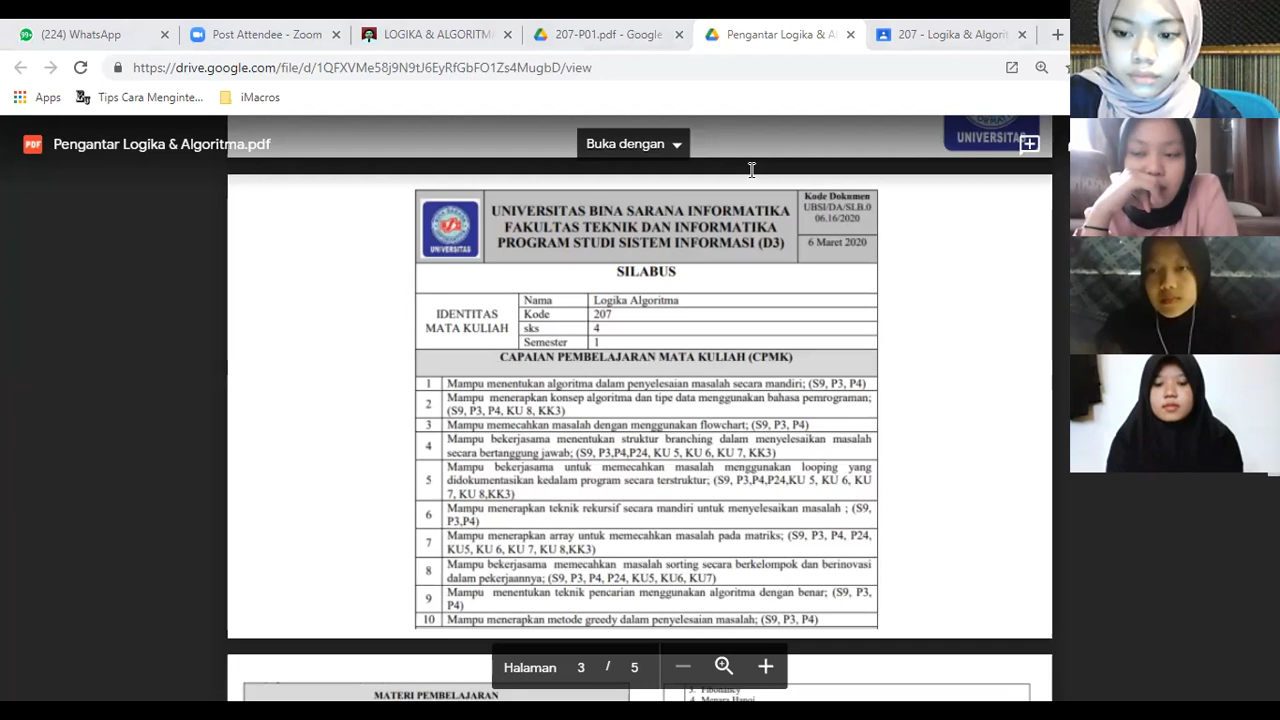 (224) WhatsApp
Post Attendee - Zoom
LOGIKA & ALGORITM
207-P01.pdf - Google
Pengantar Logika & A
207 - Logika & Algorit
https://drive.google.com/file/d/1QFXVMe58j9N9tJ6EyRfGbFO1Zs4MugbD/view
Apps
Tips Cara Menginte...
iMacros
Pengantar Logika & Algoritma.pdf
Buka dengan
UNIVERSITAS
UNIVERSITAS BINA SARANA INFORMATIKA
FAKULTAS TEKNIK DAN INFORMATIKA
PROGRAM STUDI SISTEM INFORMASI (D3)
Kode Dokumen
UBSI/DA/SLB.0
06.16/2020
6 Maret 2020
UNIVERSITAS
SILABUS
IDENTITAS
MATA KULIAH
Nama Logika Algoritma
Kode 207
sks 4
Semester 1
CAPAIAN PEMBELAJARAN MATA KULIAH (CPMK)
1 Mampu menentukan algoritma dalam penyelesaian masalah secara mandiri; (S9, P3, P4)
2 Mampu menerapkan konsep algoritma dan tipe data menggunakan bahasa pemrograman;
(S9, P3, P4, KU 8, KK3)
3 Mampu memecahkan masalah dengan menggunakan flowchart; (S9, P3, P4)
4 Mampu bekerjasama menentukan struktur branching dalam menyelesaikan masalah
secara bertanggung jawab; (S9, P3,P4,P24, KU 5, KU 6, KU 7, KK3)
5 Mampu bekerjasama untuk memecahkan masalah menggunakan looping yang
didokumentasikan kedalam program secara terstruktur; (S9, P3,P4,P24,KU 5, KU 6, KU
7, KU 8,KK3)
6 Mampu menerapkan teknik rekursif secara mandiri untuk menyelesaikan masalah ; (S9,
P3,P4)
7 Mampu menerapkan array untuk memecahkan masalah pada matriks; (S9, P3, P4, P24,
KU5, KU 6, KU 7, KU 8,KK3)
8 Mampu bekerjasama memecahkan masalah sorting secara berkelompok dan berinovasi
dalam pekerjaannya; (S9, P3, P4, P24, KU5, KU6, KU7)
9 Mampu menentukan teknik pencarian menggunakan algoritma dengan benar; (S9, P3,
P4)
10 Mampu menerapkan metode greedy dalam penyelesaian masalah; (S9, P3, P4)
Halaman 3 / 5
MATERI PEMBELAJARAN
3. Fibonancy
4. Menara Hanoi